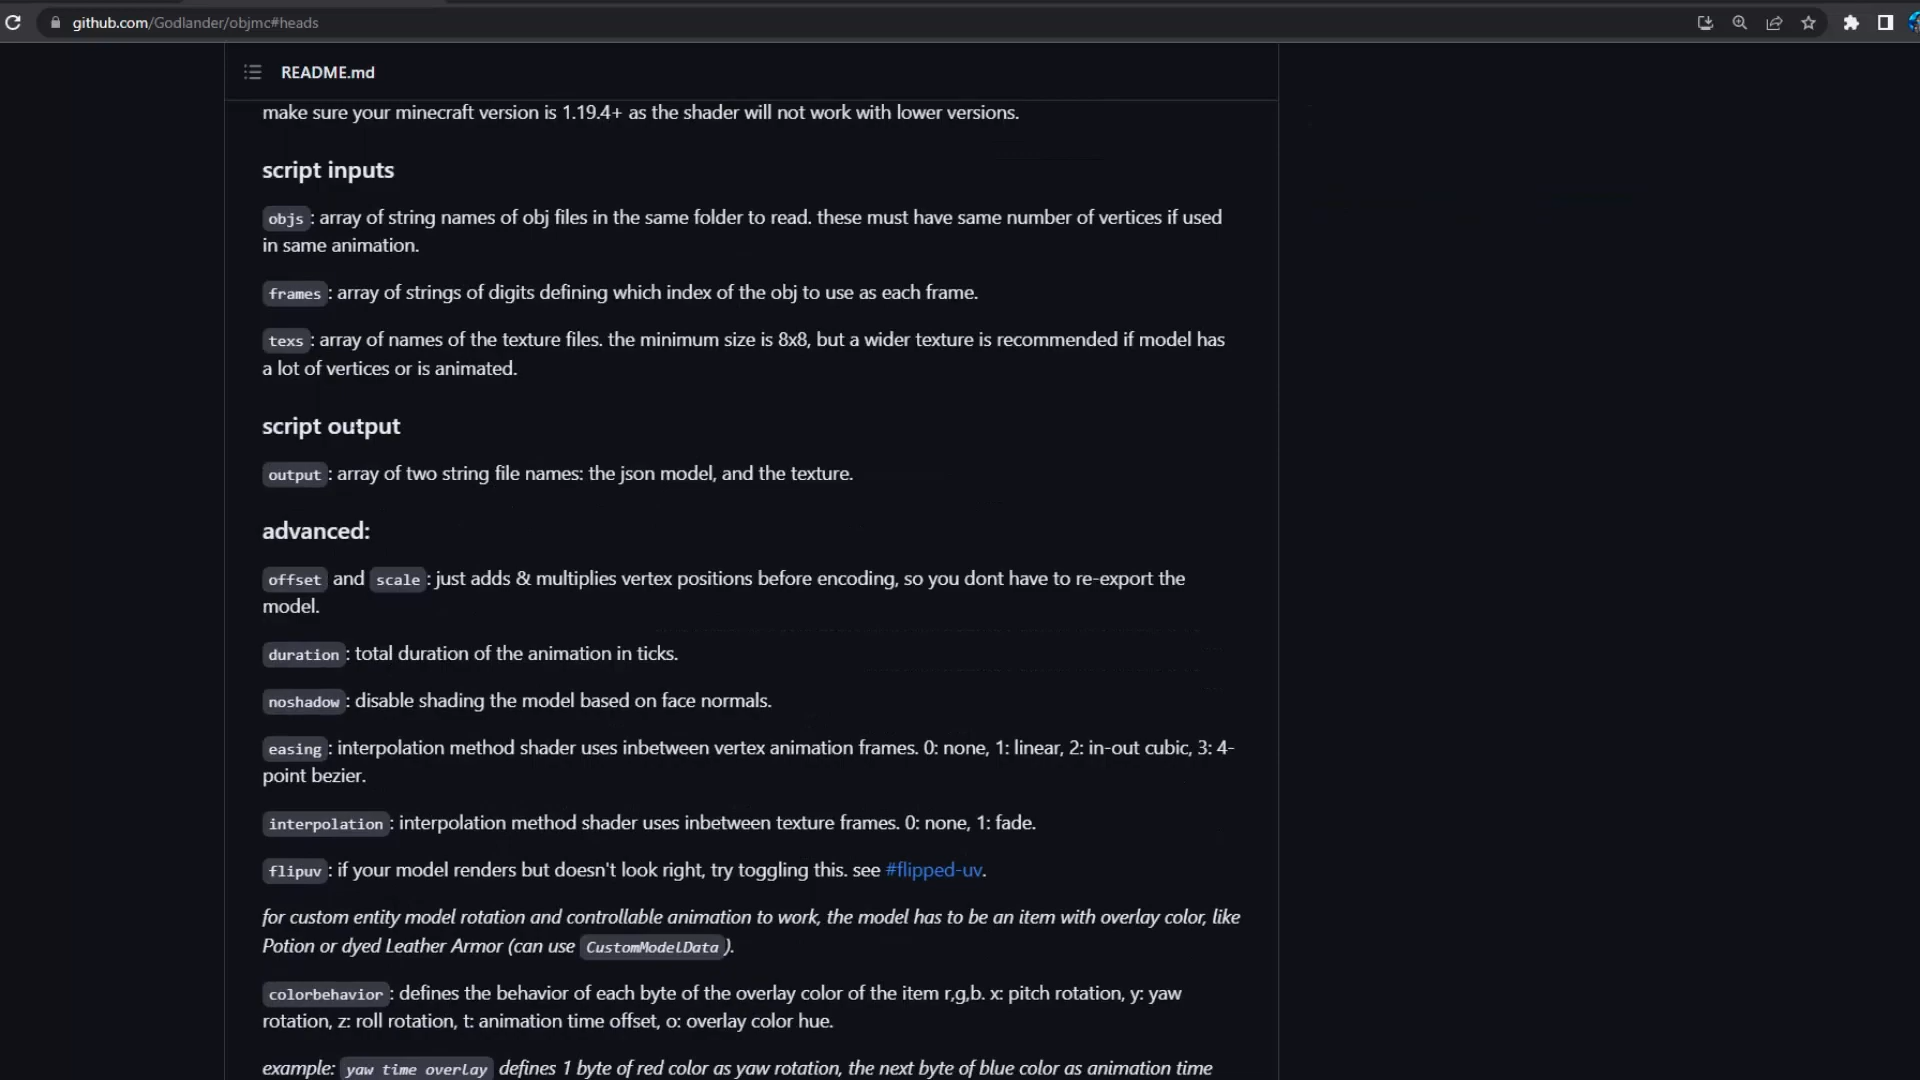 github.com/Godlander/objmc#heads
README.md
make sure your minecraft version is 1.19.4+ as the shader will not work with lower versions.
script inputs
objs: array of string names of obj files in the same folder to read. these must have same number of vertices if used
in same animation.
frames: array of strings of digits defining which index of the obj to use as each frame.
texs: array of names of the texture files. the minimum size is 8x8, but a wider texture is recommended if model has
a lot of vertices or is animated.
script output
output: array of two string file names: the json model, and the texture.
advanced:
offset and scale: just adds & multiplies vertex positions before encoding, so you dont have to re-export the
model.
duration: total duration of the animation in ticks.
noshadow: disable shading the model based on face normals.
easing: interpolation method shader uses inbetween vertex animation frames. 0: none, 1: linear, 2: in-out cubic, 3: 4-
point bezier.
interpolation: interpolation method shader uses inbetween texture frames. 0: none, 1: fade.
flipuv: if your model renders but doesn't look right, try toggling this. see #flipped-uv.
for custom entity model rotation and controllable animation to work, the model has to be an item with overlay color, like
Potion or dyed Leather Armor (can use CustomModelData).
colorbehavior: defines the behavior of each byte of the overlay color of the item r,g,b. x: pitch rotation, y: yaw
rotation, z: roll rotation, t: animation time offset, o: overlay color hue.
example: yaw time overlay defines 1 byte of red color as yaw rotation, the next byte of blue color as animation time